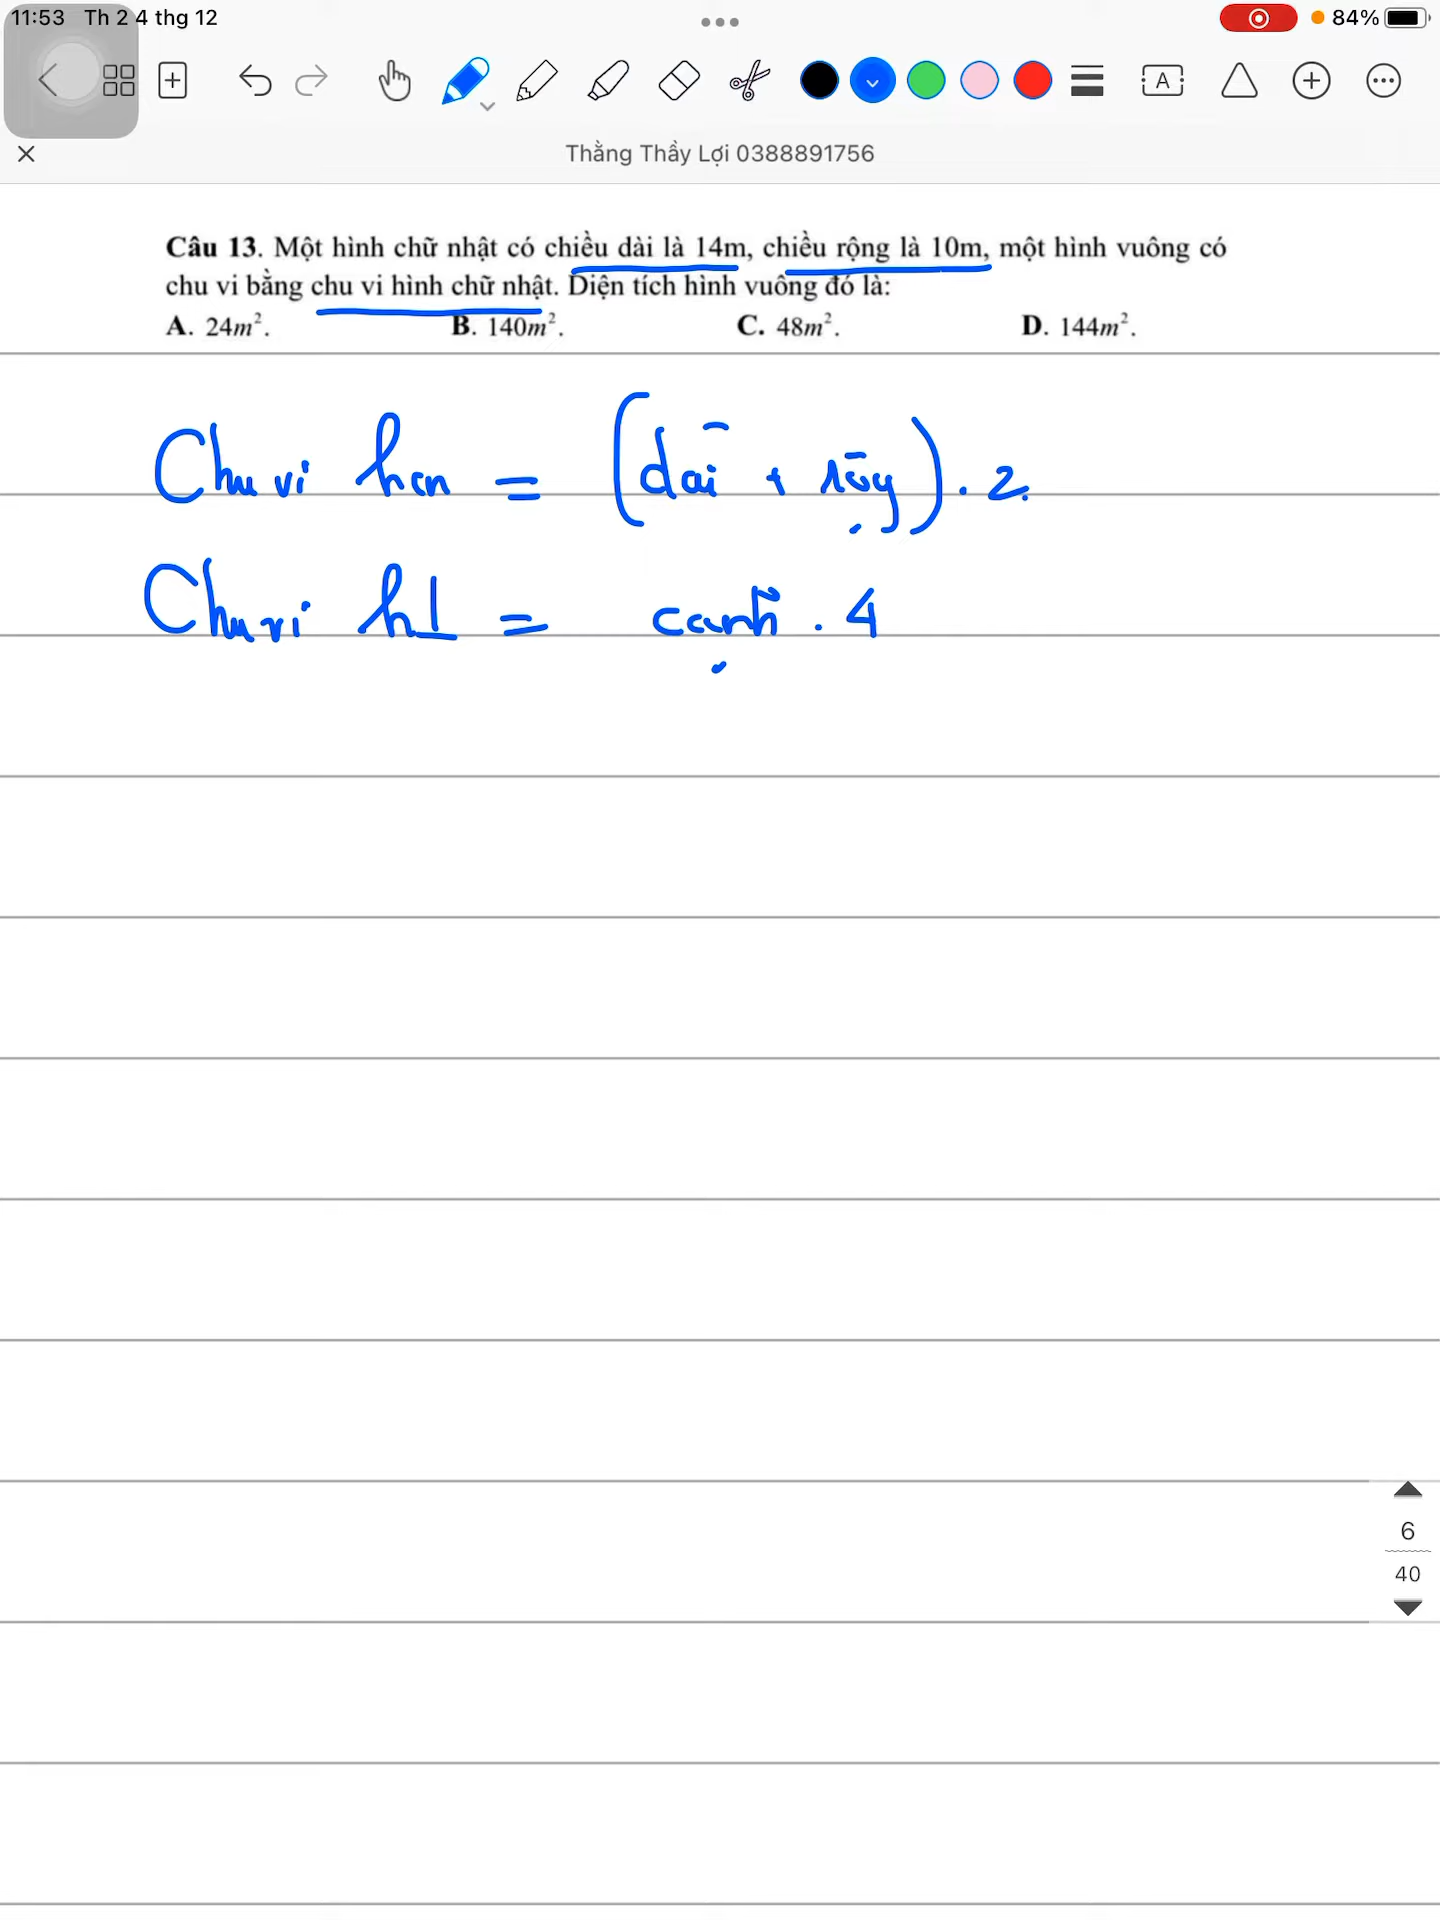 11:53 Th 2 4 thg 12
84%
A
Thằng Thầy Lợi 0388891756
Câu 13. Một hình chữ nhật có chiều dài là 14m, chiều rộng là 10m, một hình vuông có
chu vi bằng chu vi hình chữ nhật. Diện tích hình vuông đó là:
A. 24m². B. 140m². C. 48m². D. 144m².
Chu vi hcn = (dài + rộng) . 2
Chu vi = cạnh . 4
6
40